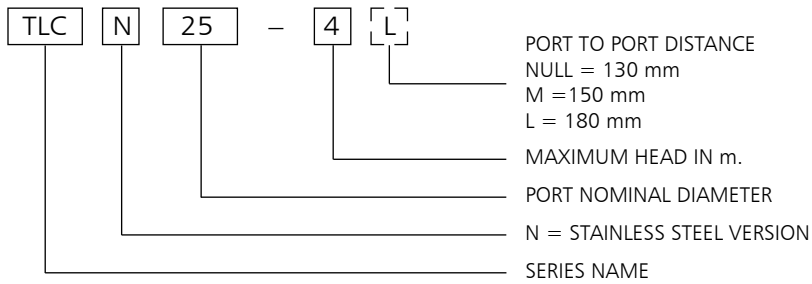 TLC N 25 – 4 L
PORT TO PORT DISTANCE
NULL = 130 mm
M =150 mm
L = 180 mm
MAXIMUM HEAD IN m.
PORT NOMINAL DIAMETER
N = STAINLESS STEEL VERSION
SERIES NAME